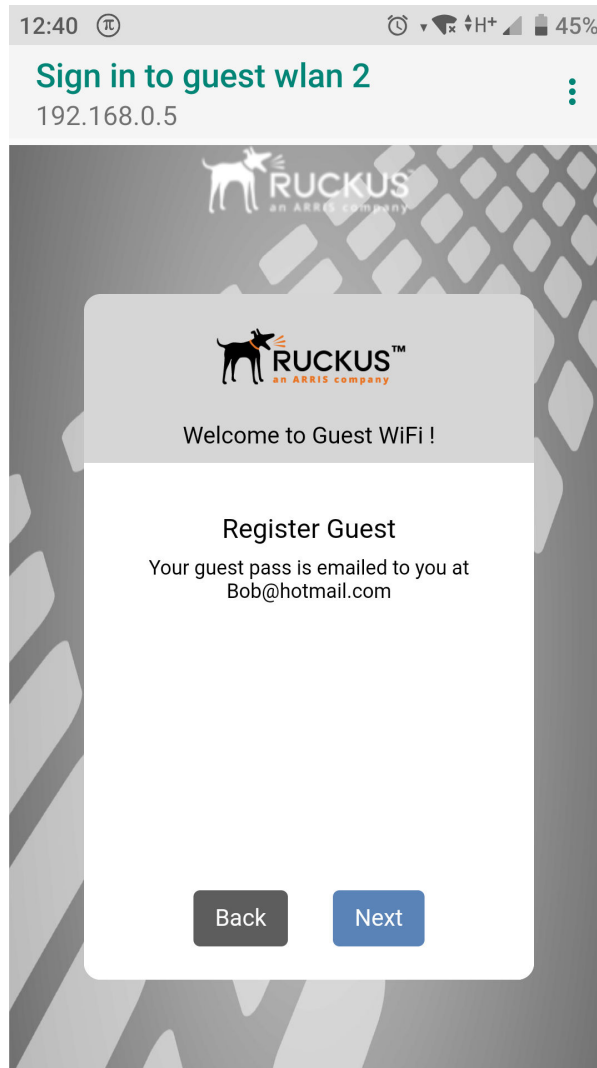 12:40 π H+ 45%
Sign in to guest wlan 2
192.168.0.5
RUCKUS
an ARRIS company
RUCKUS™
an ARRIS company
Welcome to Guest WiFi !
Register Guest
Your guest pass is emailed to you at
Bob@hotmail.com
Back Next